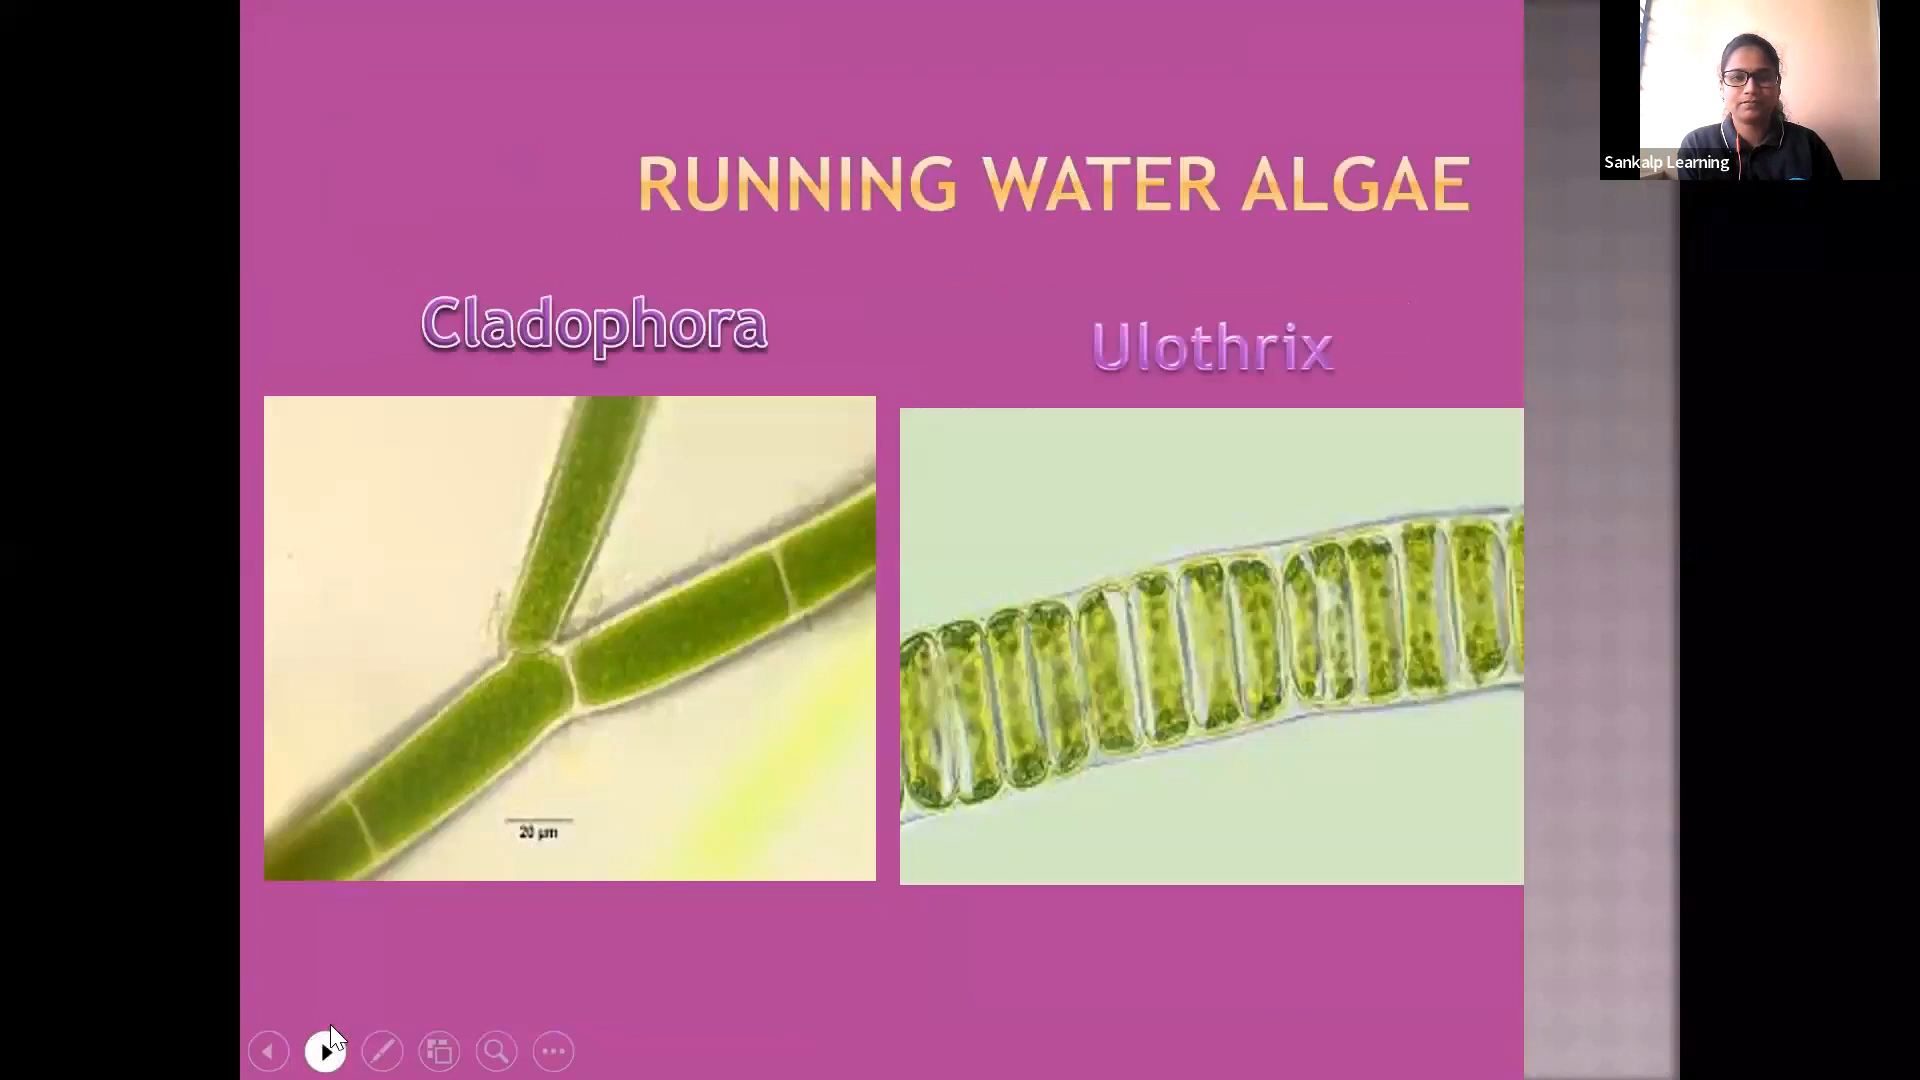 RUNNING WATER ALGAE
Cladophora
Ulothrix
20 µm
Sankalp Learning